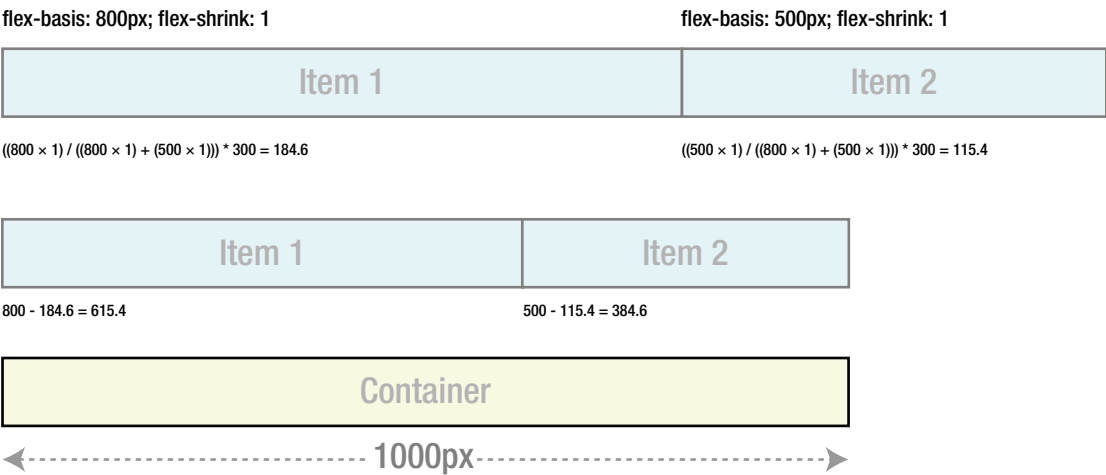 flex-basis: 800px; flex-shrink: 1
flex-basis: 500px; flex-shrink: 1
Item 1
Item 2
((800 × 1) / ((800 × 1) + (500 × 1))) * 300 = 184.6
((500 × 1) / ((800 × 1) + (500 × 1))) * 300 = 115.4
Item 1
Item 2
800 - 184.6 = 615.4
500 - 115.4 = 384.6
Container
1000px